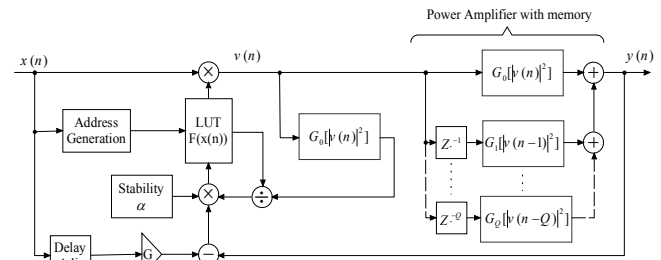 Power Amplifier with memory
x(n)
v(n)
y(n)
G₀[|v(n)|²]
Address
Generation
LUT
F(x(n))
G₀[|v(n)|²]
Z⁻¹
G₁[|v(n−1)|²]
Stability
α
Z⁻Q
G_Q[|v(n−Q)|²]
Delay
G